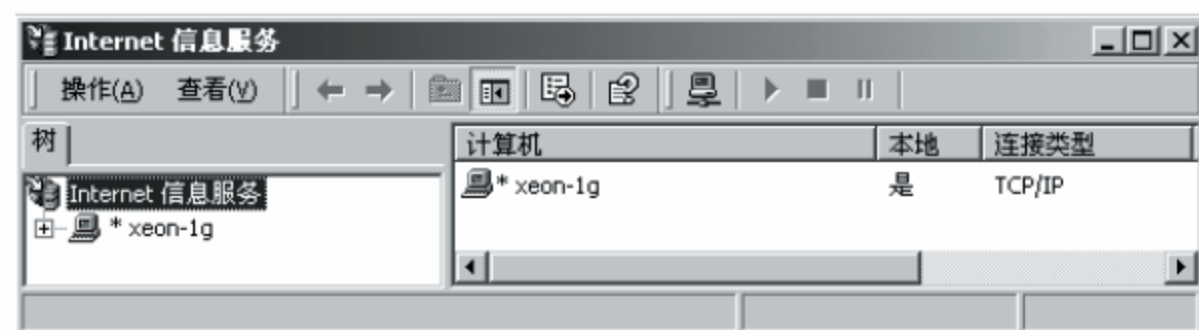 Internet 信息服务
操作(A) 查看(V)
树
计算机 本地 连接类型
Internet 信息服务
* xeon-1g
* xeon-1g 是 TCP/IP